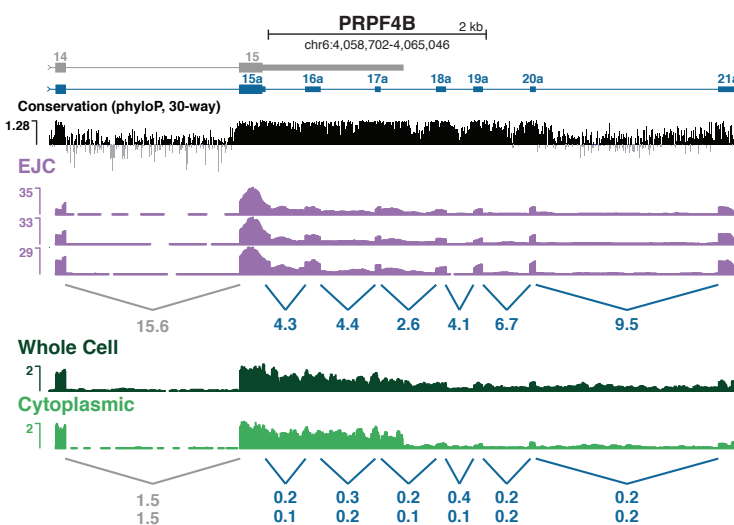 PRPF4B
2 kb
chr6:4,058,702-4,065,046
14 15
15a 16a 17a 18a 19a 20a 21a
Conservation (phyloP, 30-way)
1.28
EJC
35
33
29
15.6 4.3 4.4 2.6 4.1 6.7 9.5
Whole Cell
2
Cytoplasmic
2
1.5 0.2 0.3 0.2 0.4 0.2 0.2
1.5 0.1 0.2 0.1 0.1 0.2 0.2